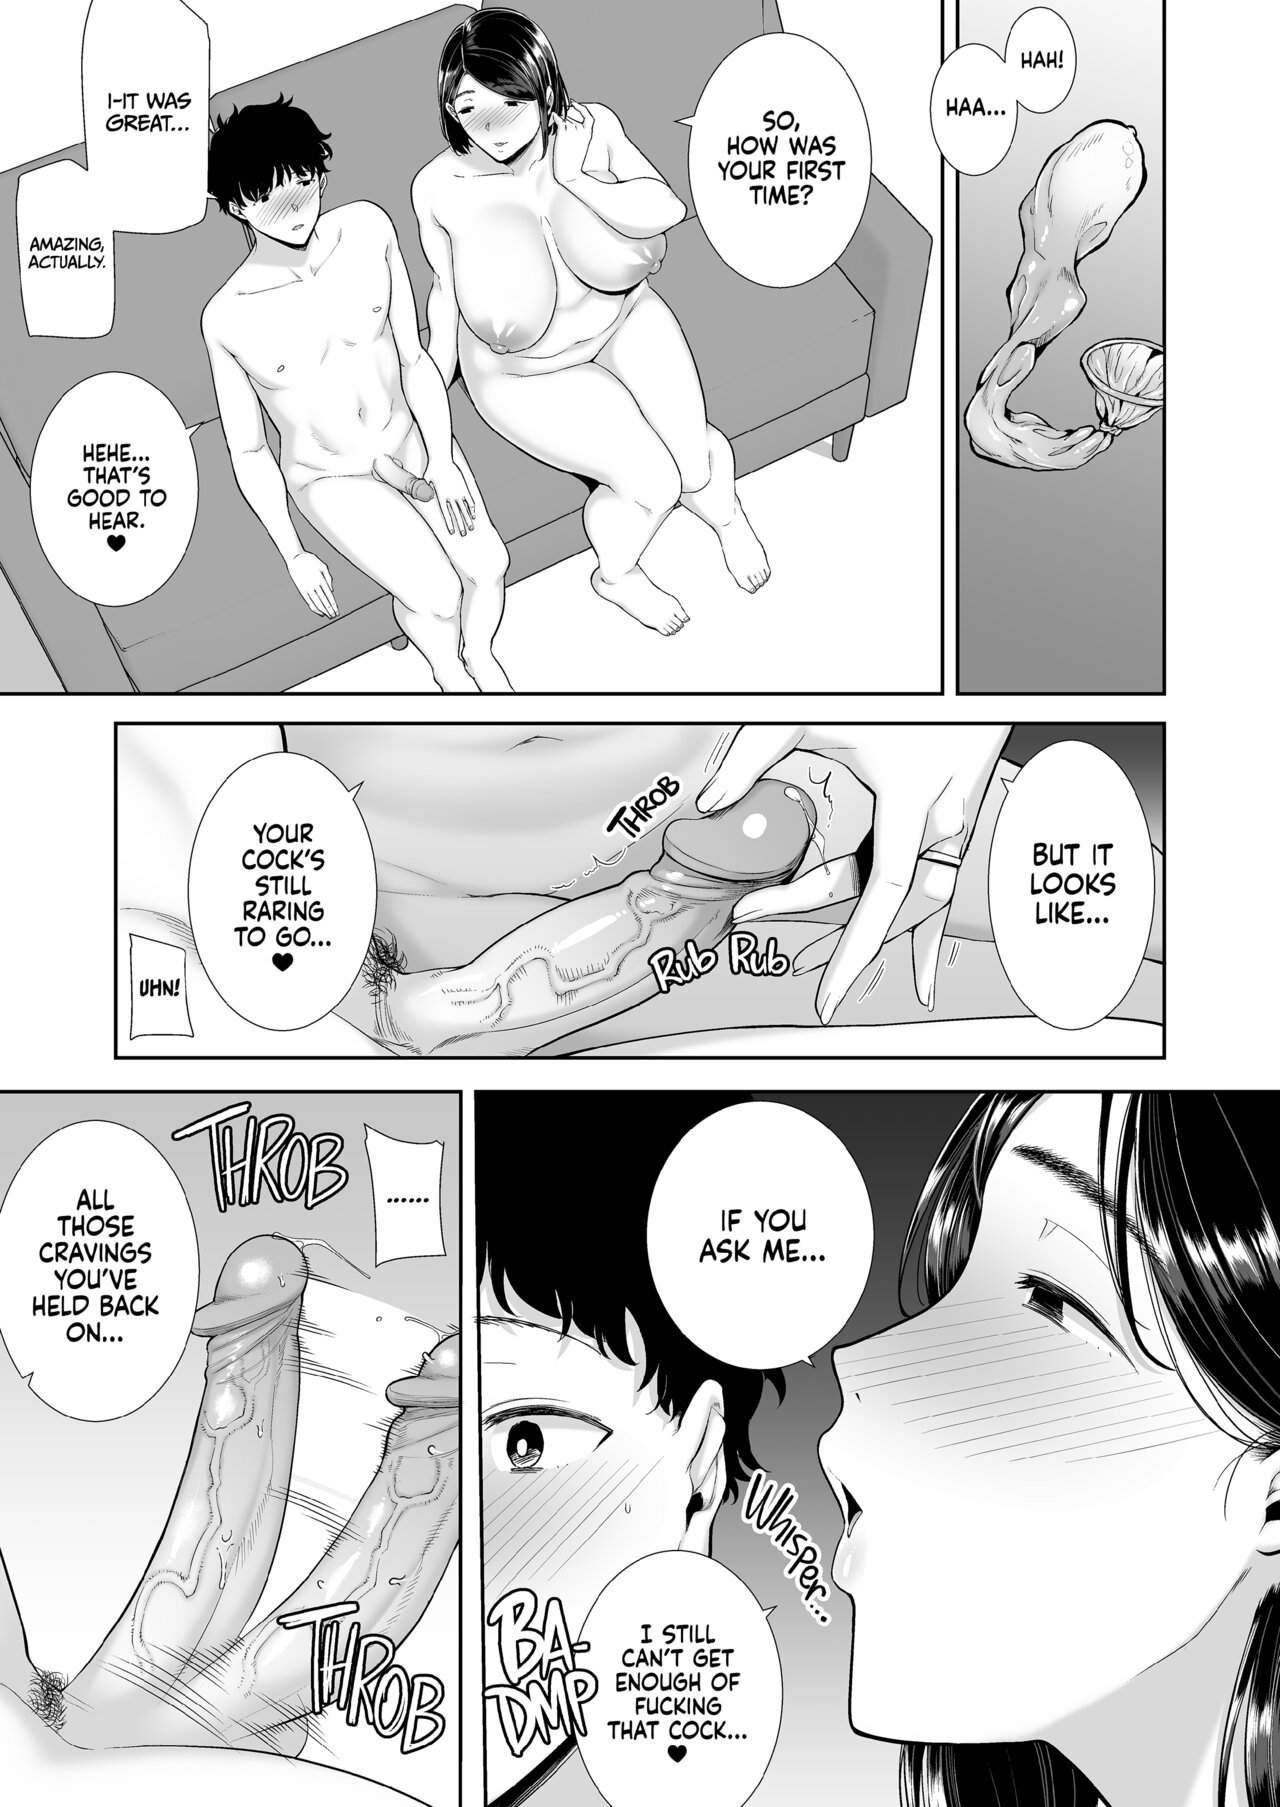 HAH!
HAA...
SO,
HOW WAS
YOUR FIRST
TIME?
I-IT WAS
GREAT...
AMAZING,
ACTUALLY.
HEHE...
THAT'S
GOOD TO
HEAR.
♥
BUT IT
LOOKS
LIKE...
THROB
RUB RUB
YOUR
COCK'S
STILL
RARING
TO GO...
♥
UHN!
IF YOU
ASK ME...
WHISPER...
I STILL
CAN'T GET
ENOUGH OF
FUCKING
THAT COCK...
♥
BA-
DMP
......
THROB
ALL
THOSE
CRAVINGS
YOU'VE
HELD BACK
ON...
THROB